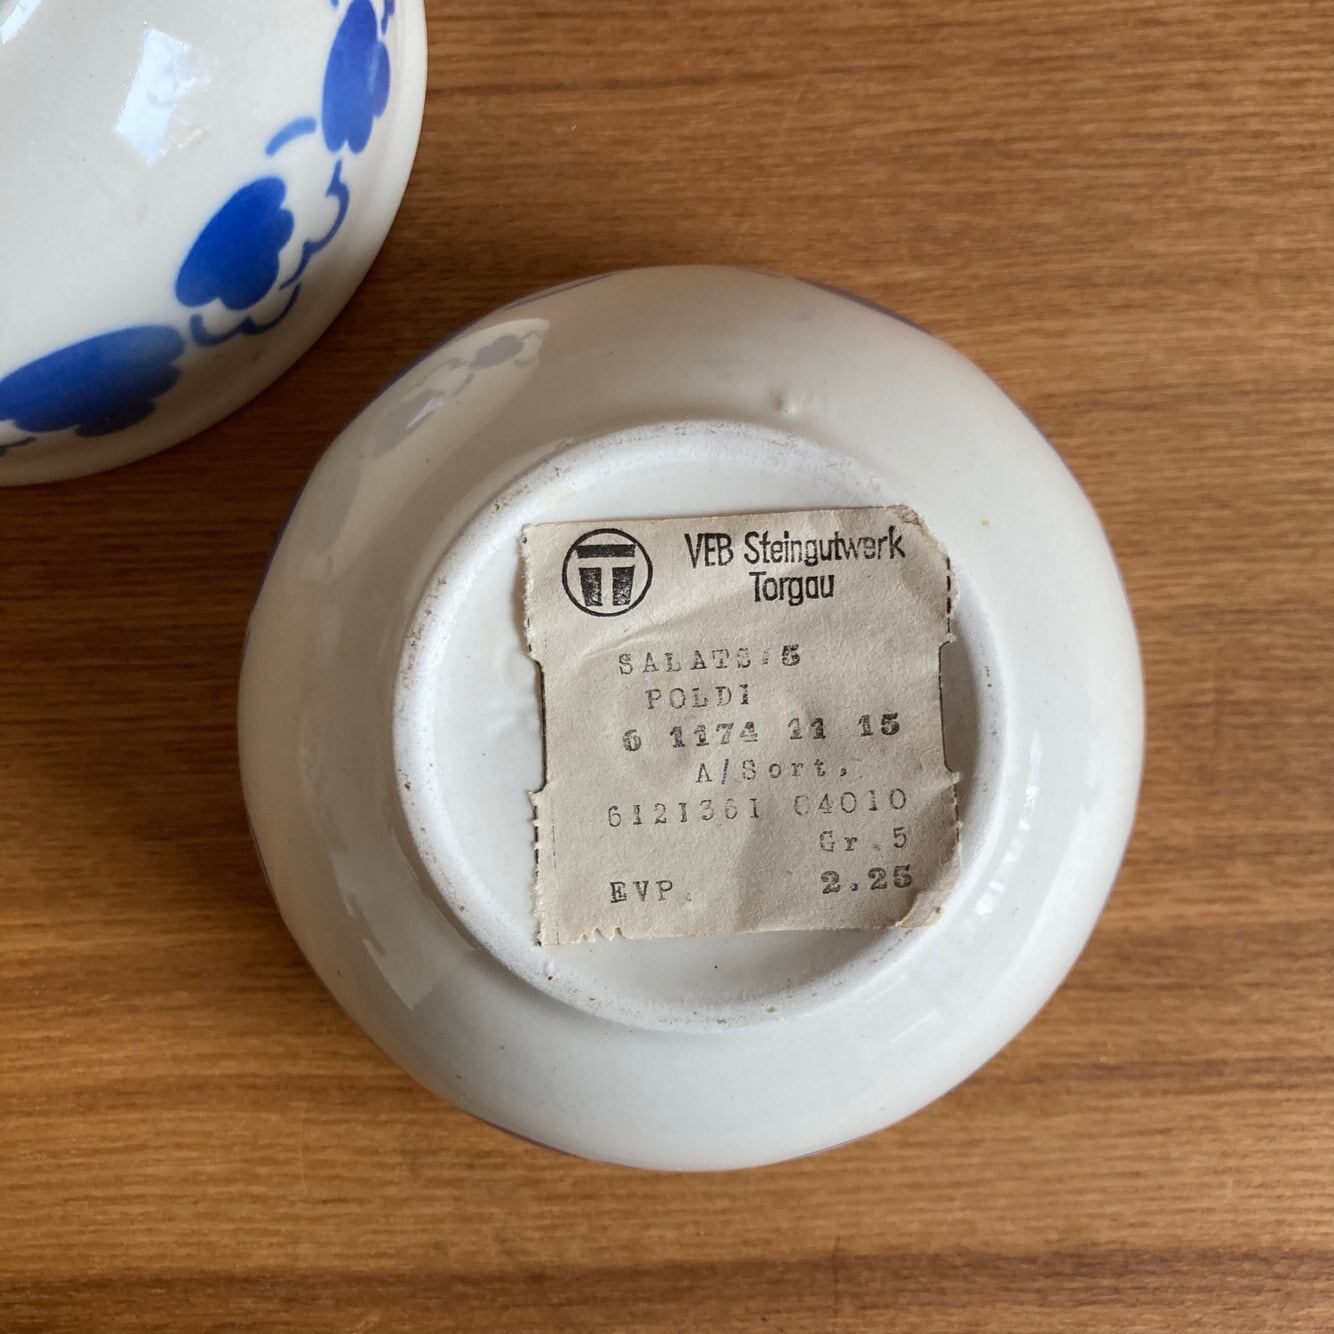 VEB Steingutwerk
Torgau
SALATS.5
POLDI
6 1174 11 15
A/Sort.
6121361 04010
Gr.5
EVP. 2.25